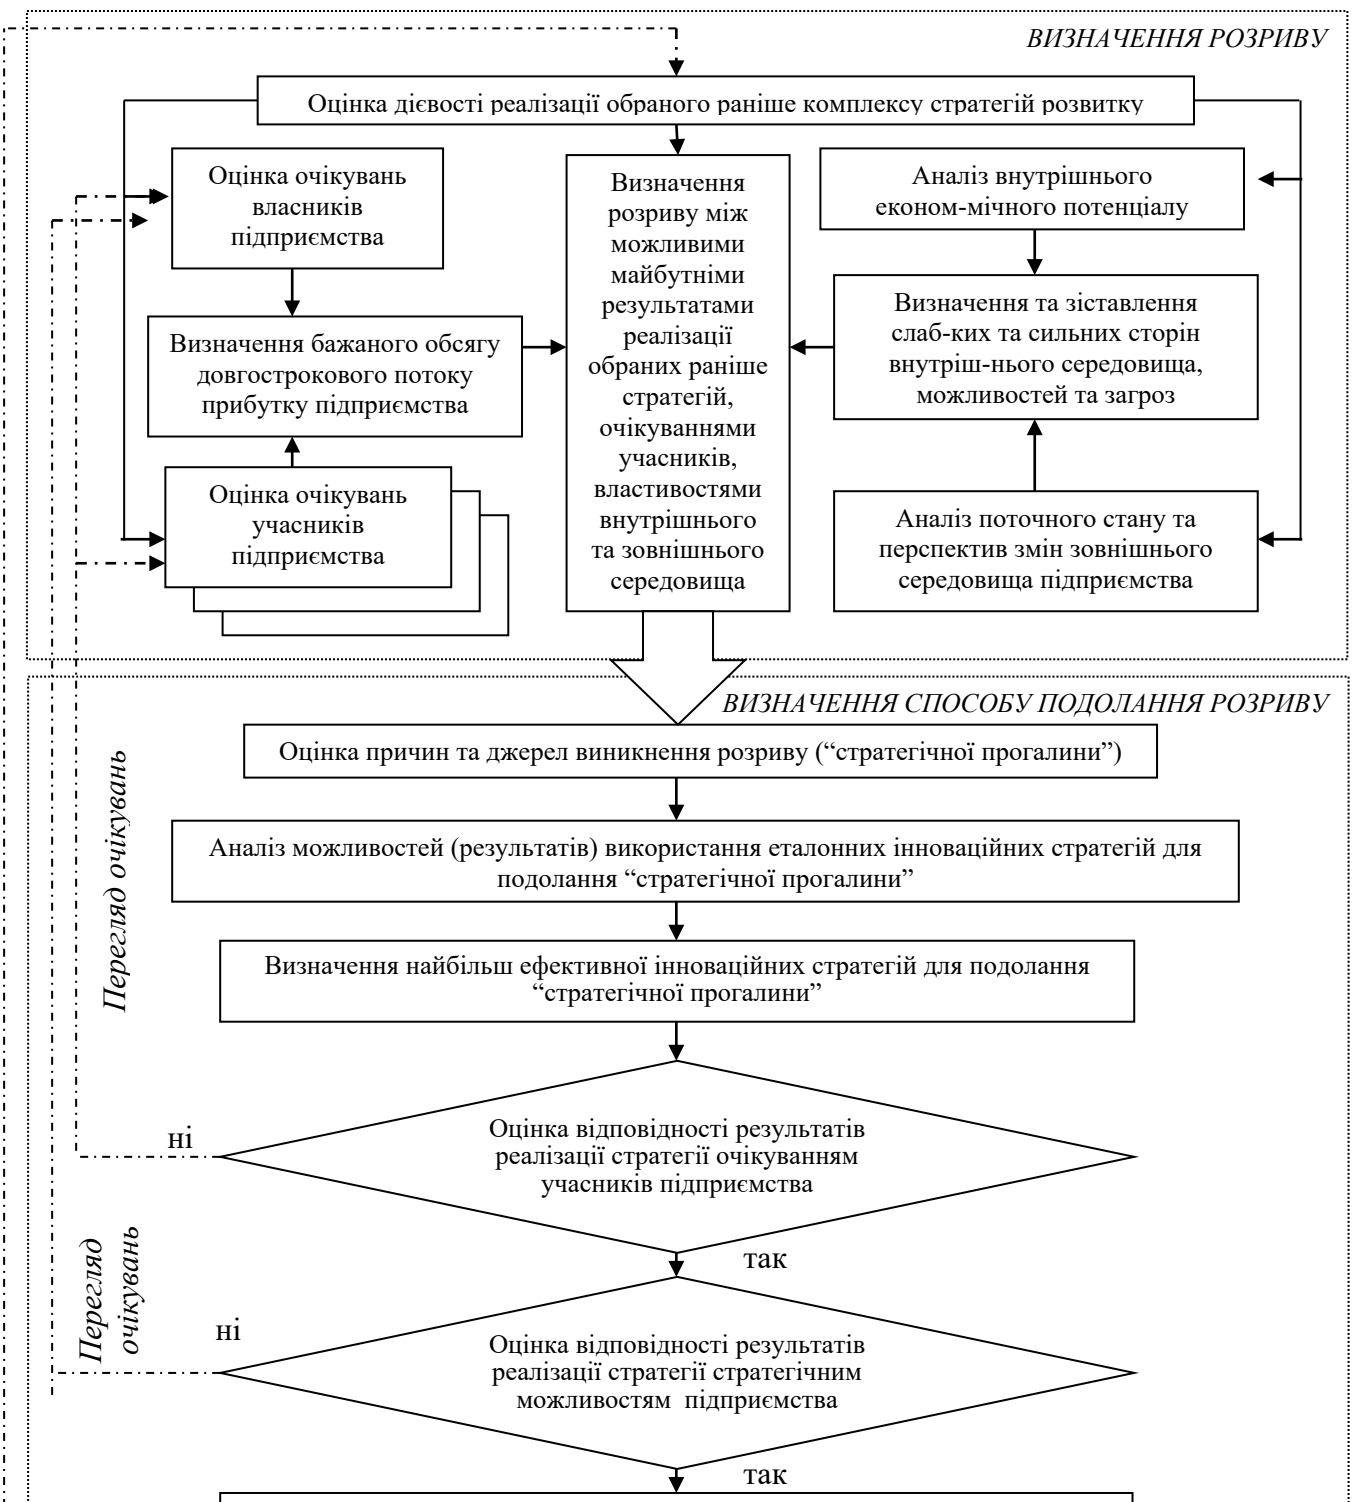 ВИЗНАЧЕННЯ РОЗРИВУ
Оцінка дієвості реалізації обраного раніше комплексу стратегій розвитку
Оцінка очікувань
власників
підприємства
Визначення бажаного обсягу
довгострокового потоку
прибутку підприємства
Оцінка очікувань
учасників
підприємства
Визначення
розриву між
можливими
майбутніми
результатами
реалізації
обраних раніше
стратегій,
очікуваннями
учасників,
властивостями
внутрішнього
та зовнішнього
середовища
Аналіз внутрішнього
економ-мічного потенціалу
Визначення та зіставлення
слаб-ких та сильних сторін
внутріш-нього середовища,
можливостей та загроз
Аналіз поточного стану та
перспектив змін зовнішнього
середовища підприємства
ВИЗНАЧЕННЯ СПОСОБУ ПОДОЛАННЯ РОЗРИВУ
Оцінка причин та джерел виникнення розриву (“стратегічної прогалини”)
Аналіз можливостей (результатів) використання еталонних інноваційних стратегій для
подолання “стратегічної прогалини”
Визначення найбільш ефективної інноваційних стратегій для подолання
“стратегічної прогалини”
Перегляд очікувань
ні
Оцінка відповідності результатів
реалізації стратегії очікуванням
учасників підприємства
так
Перегляд
очікувань
ні
Оцінка відповідності результатів
реалізації стратегії стратегічним
можливостям підприємства
так